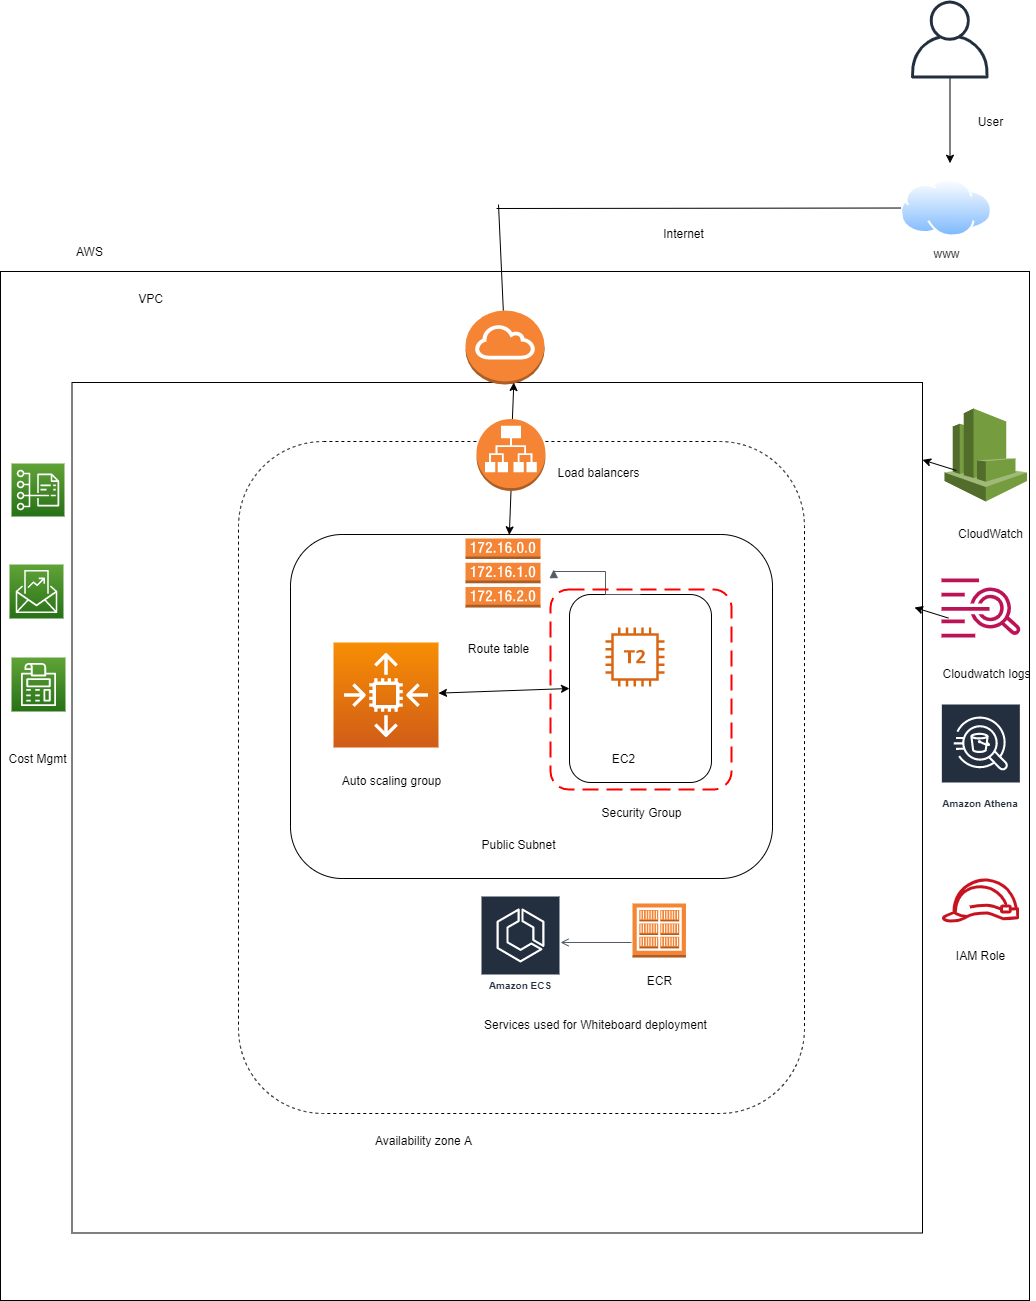 User
Internet
www
AWS
VPC
Load balancers
172.16.0.0
172.16.1.0
172.16.2.0
Route table
T2
EC2
Auto scaling group
Security Group
Public Subnet
Amazon ECS
ECR
Services used for Whiteboard deployment
Availability zone A
Cost Mgmt
CloudWatch
Cloudwatch logs
Amazon Athena
IAM Role